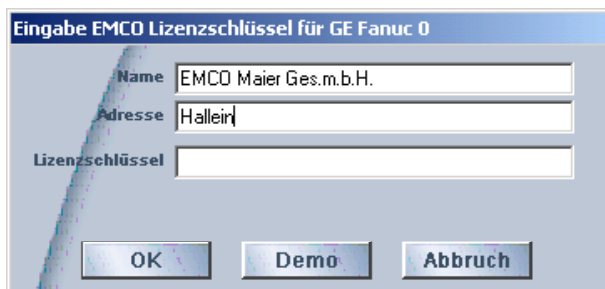 Eingabe EMCO Lizenzschlüssel für GE Fanuc 0
Name EMCO Maier Ges.m.b.H.
Adresse Hallein
Lizenzschlüssel
OK Demo Abbruch